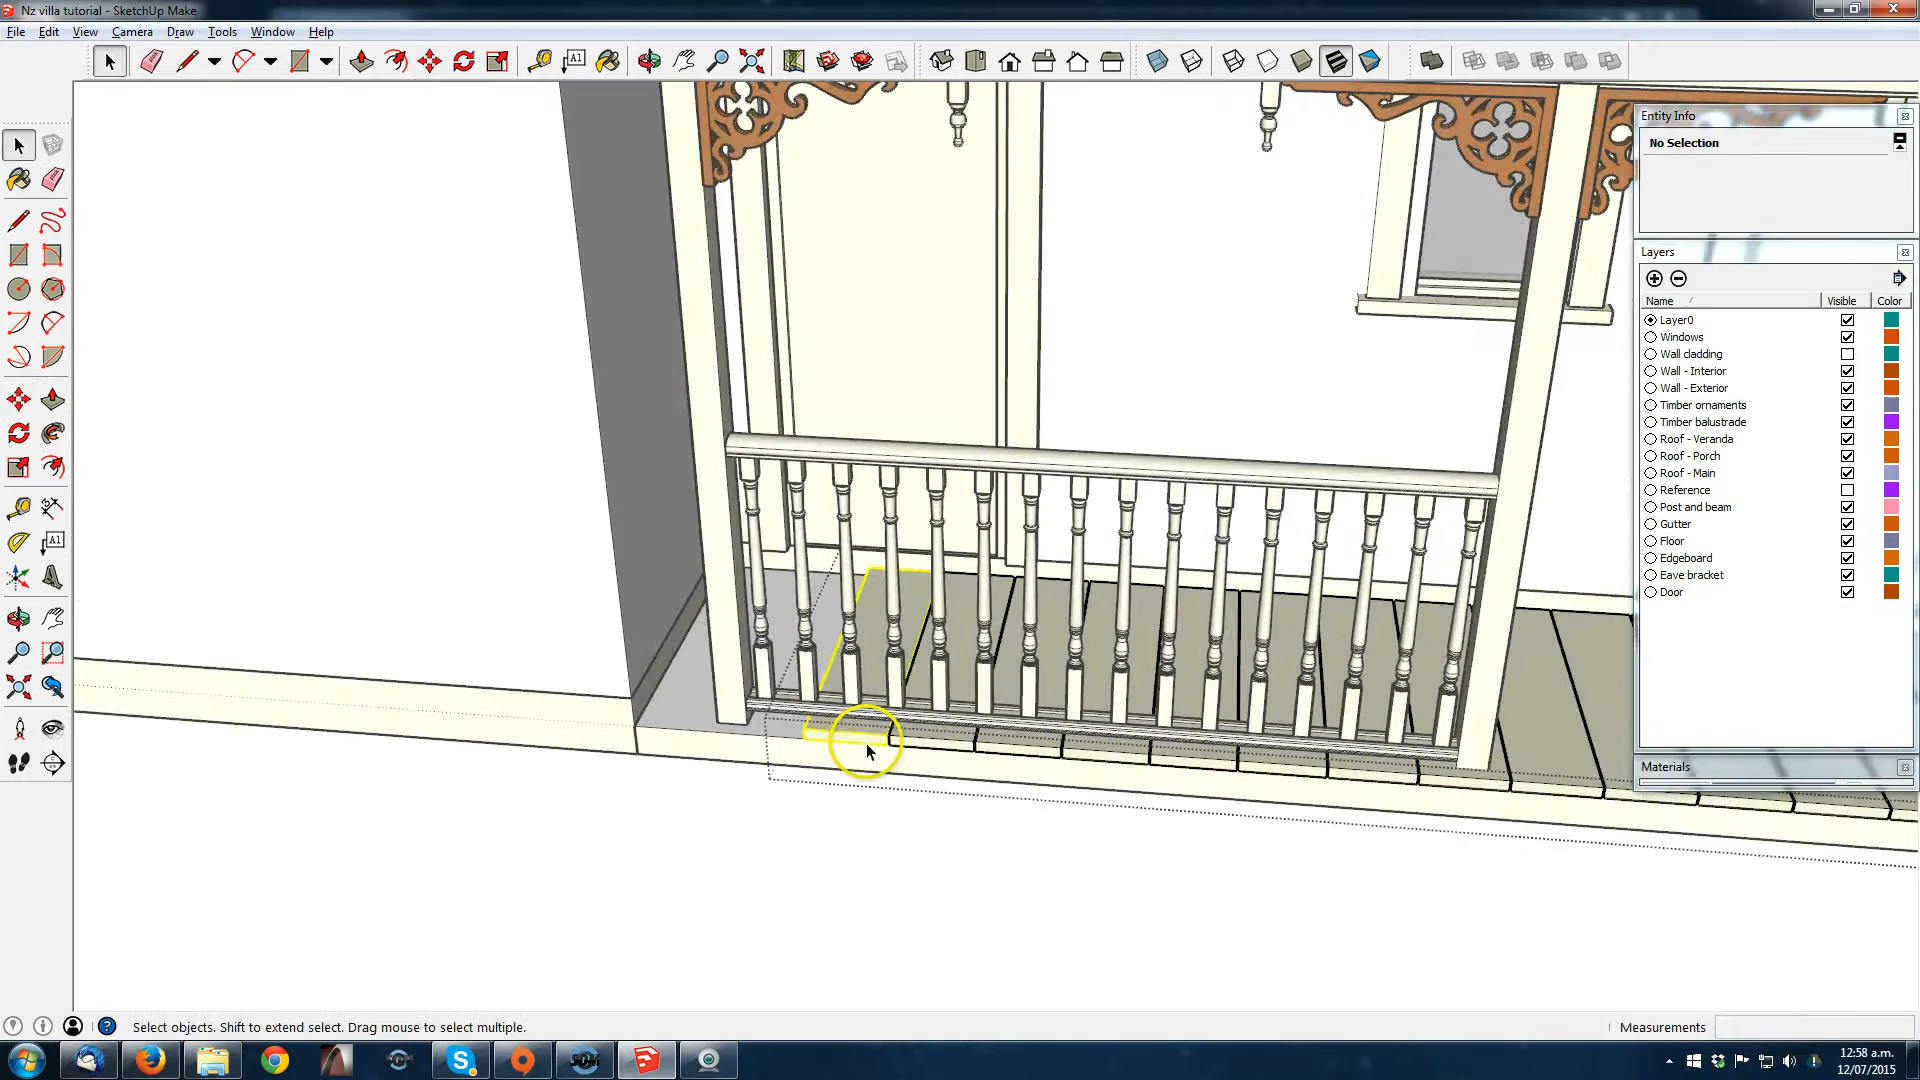 Nz villa tutorial - SketchUp Make
File Edit View Camera Draw Tools Window Help
A1
Entity Info
No Selection
Layers
Name Visible Color
Layer0
Windows
Wall cladding
Wall - Interior
Wall - Exterior
Timber ornaments
Timber balustrade
Roof - Veranda
Roof - Porch
Roof - Main
Reference
Post and beam
Gutter
Floor
Edgeboard
Eave bracket
Door
A1
Materials
Select objects. Shift to extend select. Drag mouse to select multiple.
Measurements
12:58 a.m.
12/07/2015